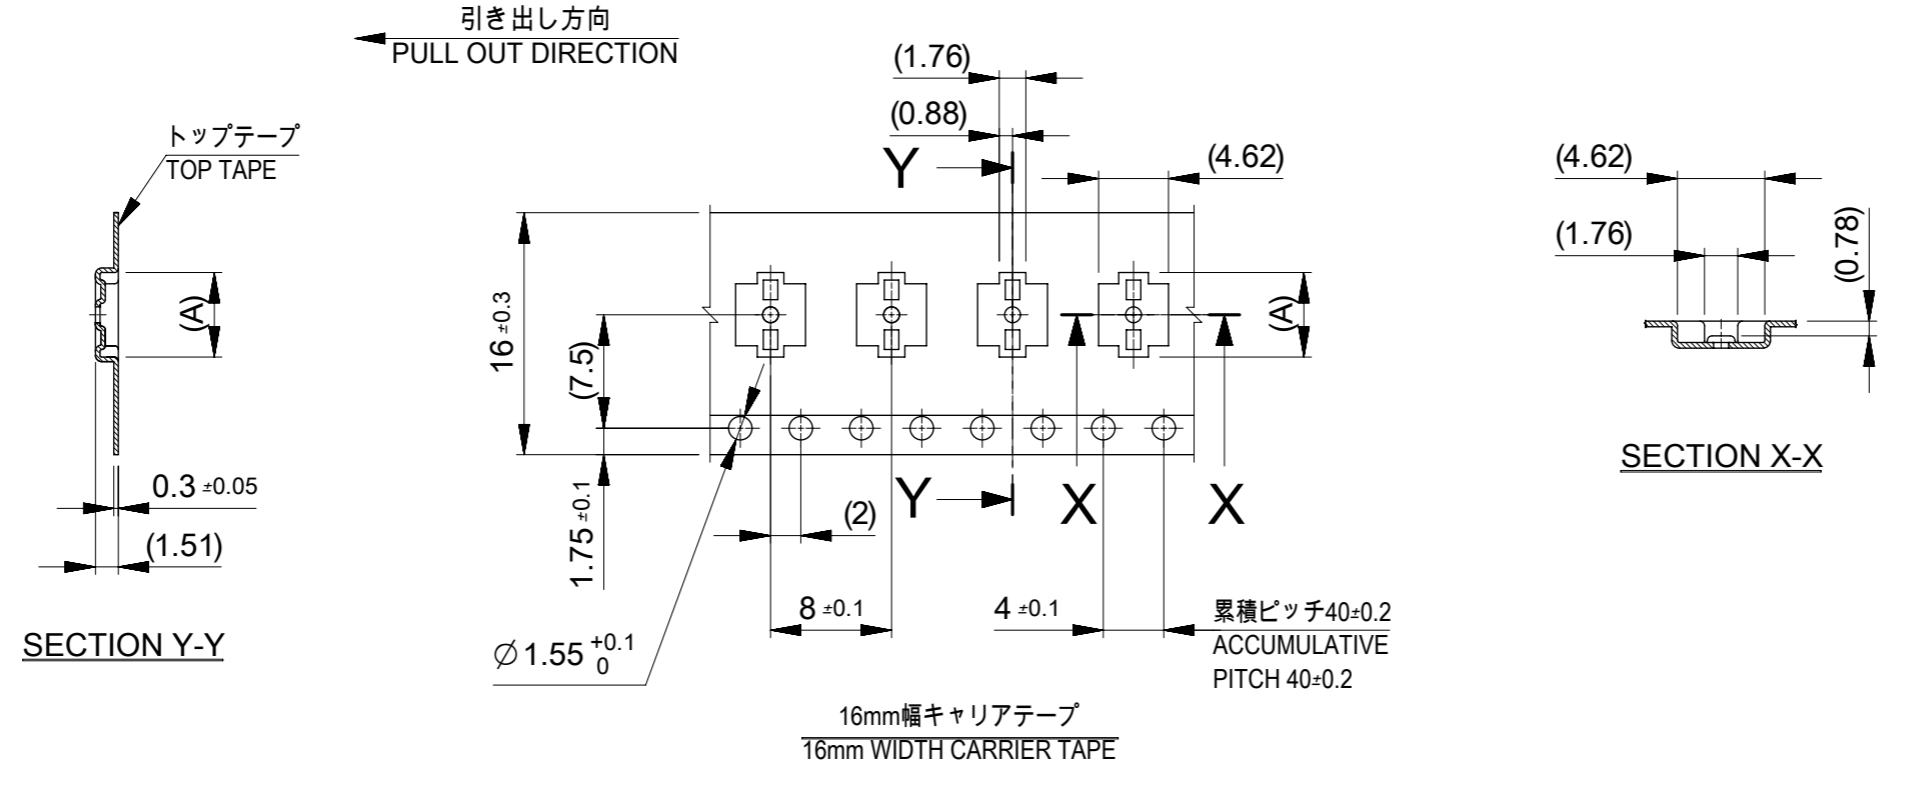 引き出し方向
PULL OUT DIRECTION
トップテープ
TOP TAPE
(A)
0.3 ±0.05
(1.51)
SECTION Y-Y
(1.76)
(0.88)
Y
(4.62)
16 ±0.3
(7.5)
1.75 ±0.1
(A)
Y
X
X
(2)
8 ±0.1
4 ±0.1
⌀1.55 +0.1
0
累積ピッチ40±0.2
ACCUMULATIVE
PITCH 40±0.2
16mm幅キャリアテープ
16mm WIDTH CARRIER TAPE
(4.62)
(1.76)
(0.78)
SECTION X-X